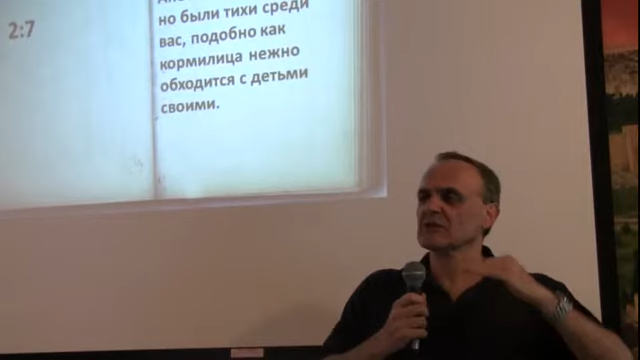 2:7
но были тихи среди
вас, подобно как
кормилица нежно
обходится с детьми
своими.